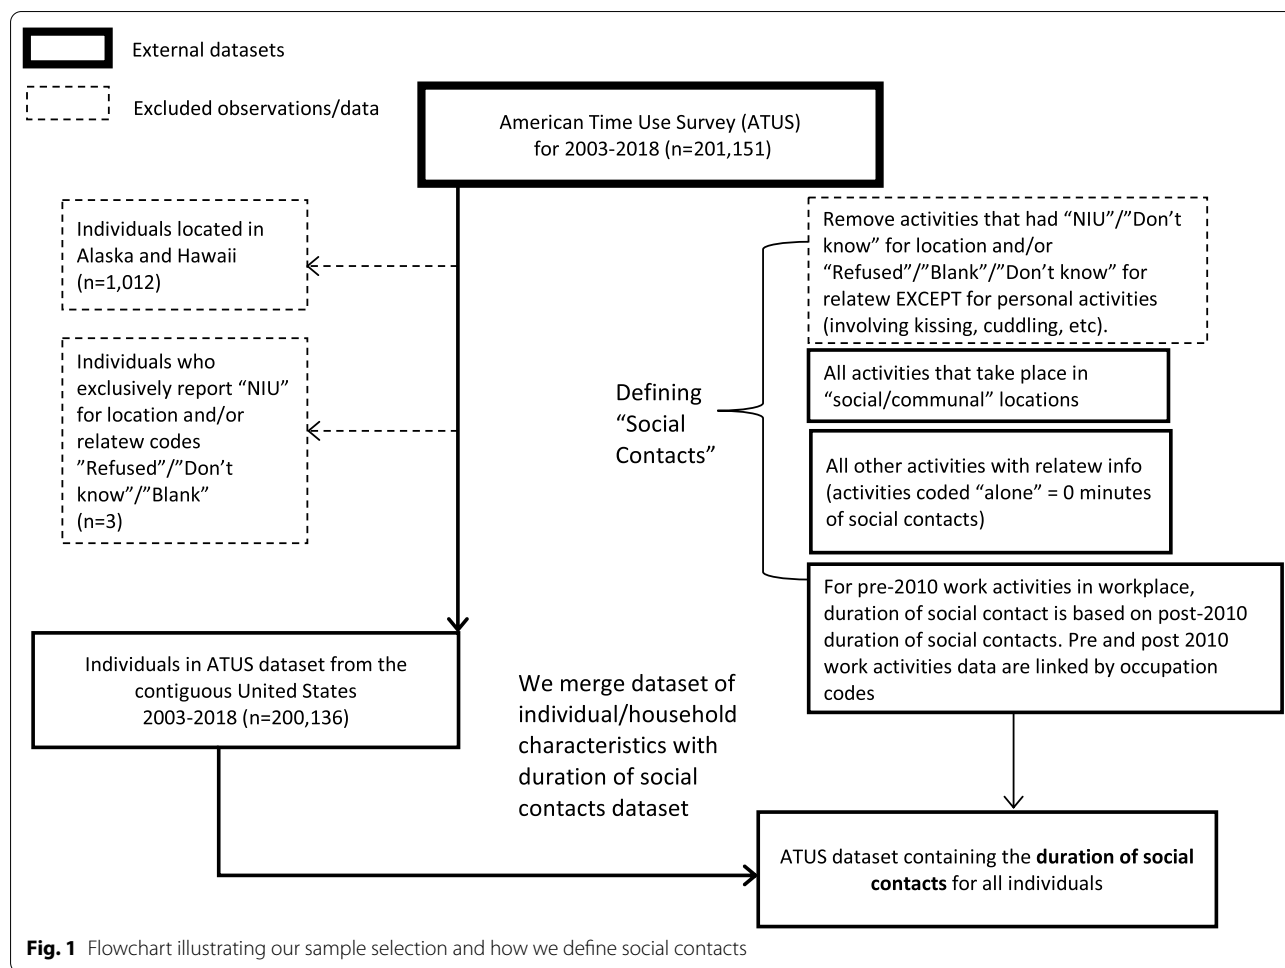 External datasets
Excluded observations/data
American Time Use Survey (ATUS)
for 2003-2018 (n=201,151)
Individuals located in
Alaska and Hawaii
(n=1,012)
Individuals who
exclusively report “NIU”
for location and/or
relatew codes
”Refused”/”Don’t
know”/”Blank”
(n=3)
Defining
“Social
Contacts”
Remove activities that had “NIU”/”Don’t
know” for location and/or
“Refused”/”Blank”/”Don’t know” for
relatew EXCEPT for personal activities
(involving kissing, cuddling, etc).
All activities that take place in
“social/communal” locations
All other activities with relatew info
(activities coded “alone” = 0 minutes
of social contacts)
For pre-2010 work activities in workplace,
duration of social contact is based on post-2010
duration of social contacts. Pre and post 2010
work activities data are linked by occupation
codes
Individuals in ATUS dataset from the
contiguous United States
2003-2018 (n=200,136)
We merge dataset of
individual/household
characteristics with
duration of social
contacts dataset
ATUS dataset containing the duration of social
contacts for all individuals
Fig. 1 Flowchart illustrating our sample selection and how we define social contacts